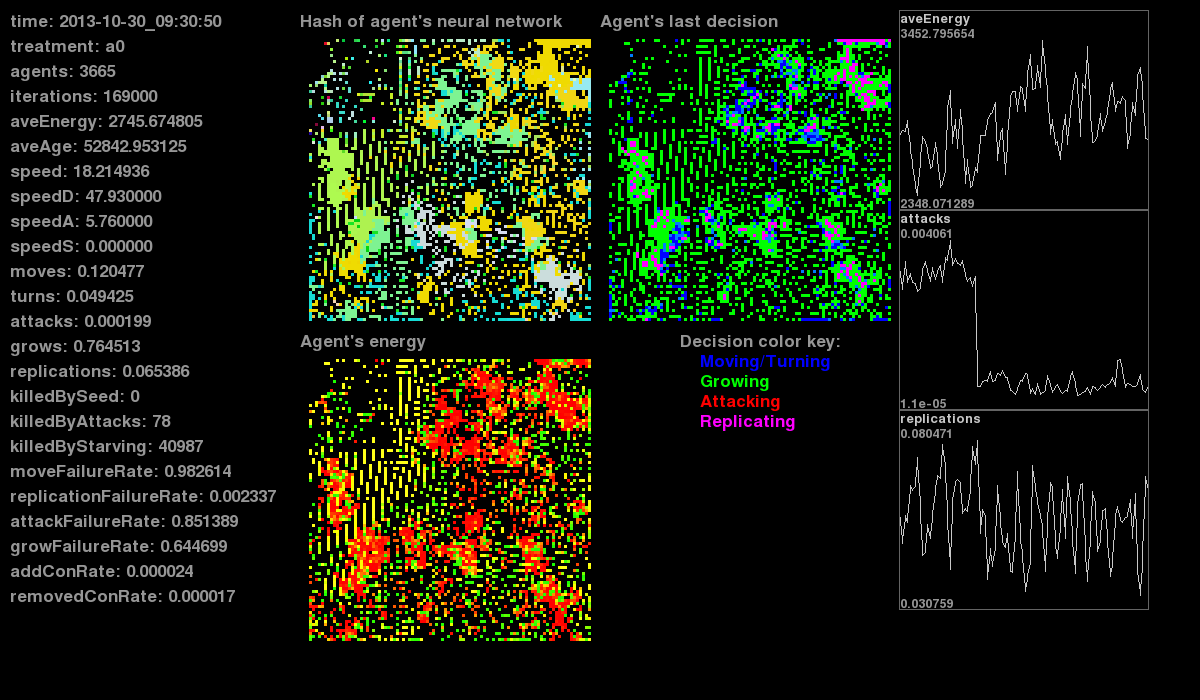 time: 2013-10-30_09:30:50
treatment: a0
agents: 3665
iterations: 169000
aveEnergy: 2745.674805
aveAge: 52842.953125
speed: 18.214936
speedD: 47.930000
speedA: 5.760000
speedS: 0.000000
moves: 0.120477
turns: 0.049425
attacks: 0.000199
grows: 0.764513
replications: 0.065386
killedBySeed: 0
killedByAttacks: 78
killedByStarving: 40987
moveFailureRate: 0.982614
replicationFailureRate: 0.002337
attackFailureRate: 0.851389
growFailureRate: 0.644699
addConRate: 0.000024
removedConRate: 0.000017
Hash of agent's neural network
Agent's last decision
Agent's energy
Decision color key:
Moving/Turning
Growing
Attacking
Replicating
aveEnergy
3452.795654
2348.071289
attacks
0.004061
1.1e-05
replications
0.080471
0.030759